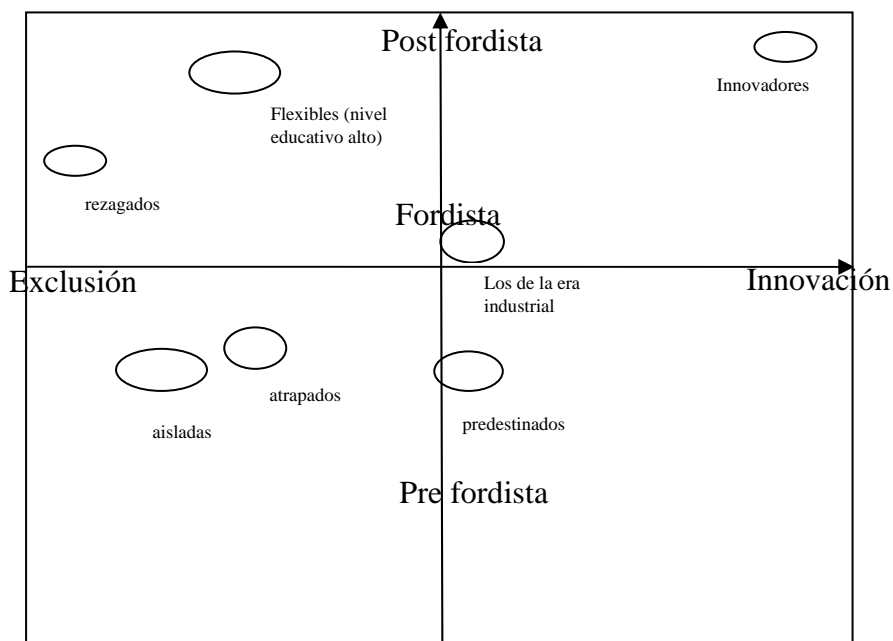 Post fordista
Innovadores
Flexibles (nivel
educativo alto)
rezagados
Fordista
Exclusión
Los de la era
industrial
Innovación
atrapados
aisladas
predestinados
Pre fordista